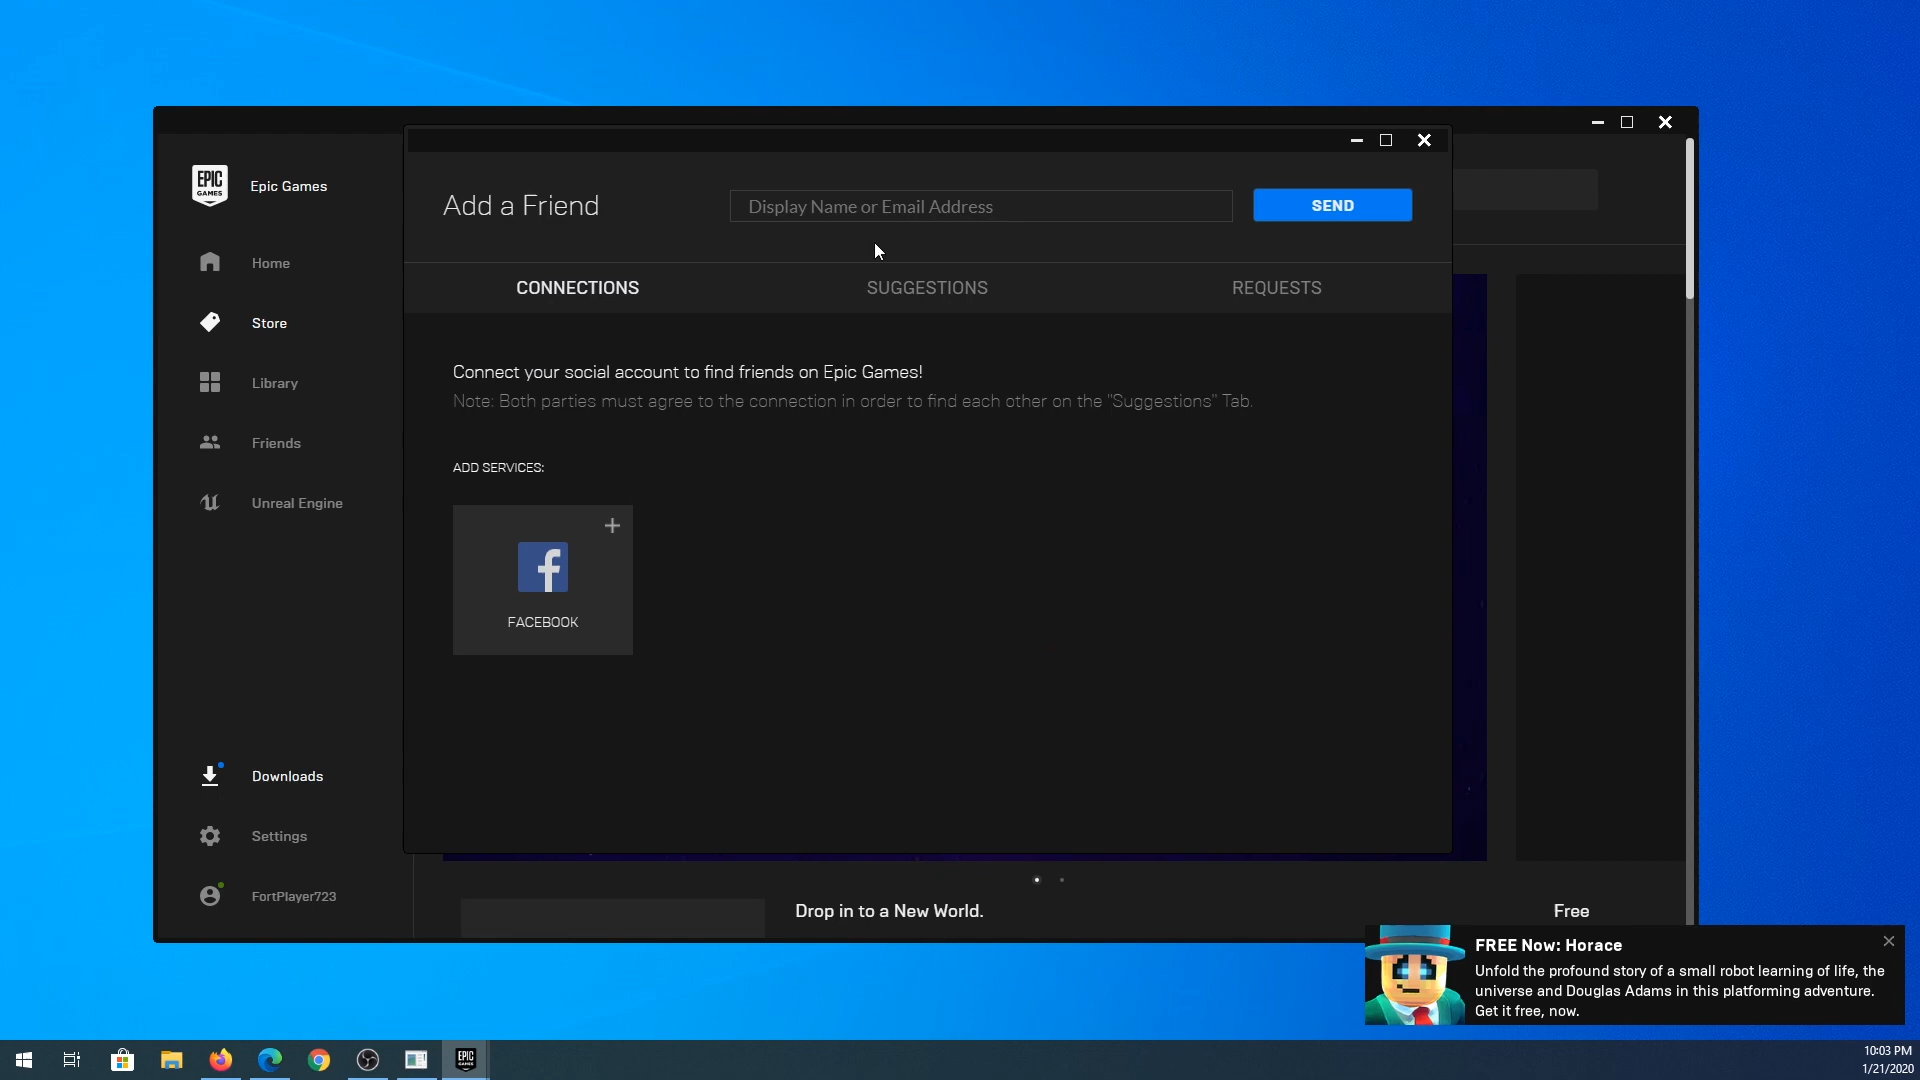 EPIC
GAMES
Epic Games
Home
Store
Library
Friends
Unreal Engine
Downloads
Settings
FortPlayer723
Add a Friend
Display Name or Email Address
SEND
CONNECTIONS
SUGGESTIONS
REQUESTS
Connect your social account to find friends on Epic Games!
Note: Both parties must agree to the connection in order to find each other on the "Suggestions" Tab.
ADD SERVICES:
FACEBOOK
Drop in to a New World.
Free
FREE Now: Horace
Unfold the profound story of a small robot learning of life, the
universe and Douglas Adams in this platforming adventure.
Get it free, now.
EPIC
GAMES
10:03 PM
1/21/2020